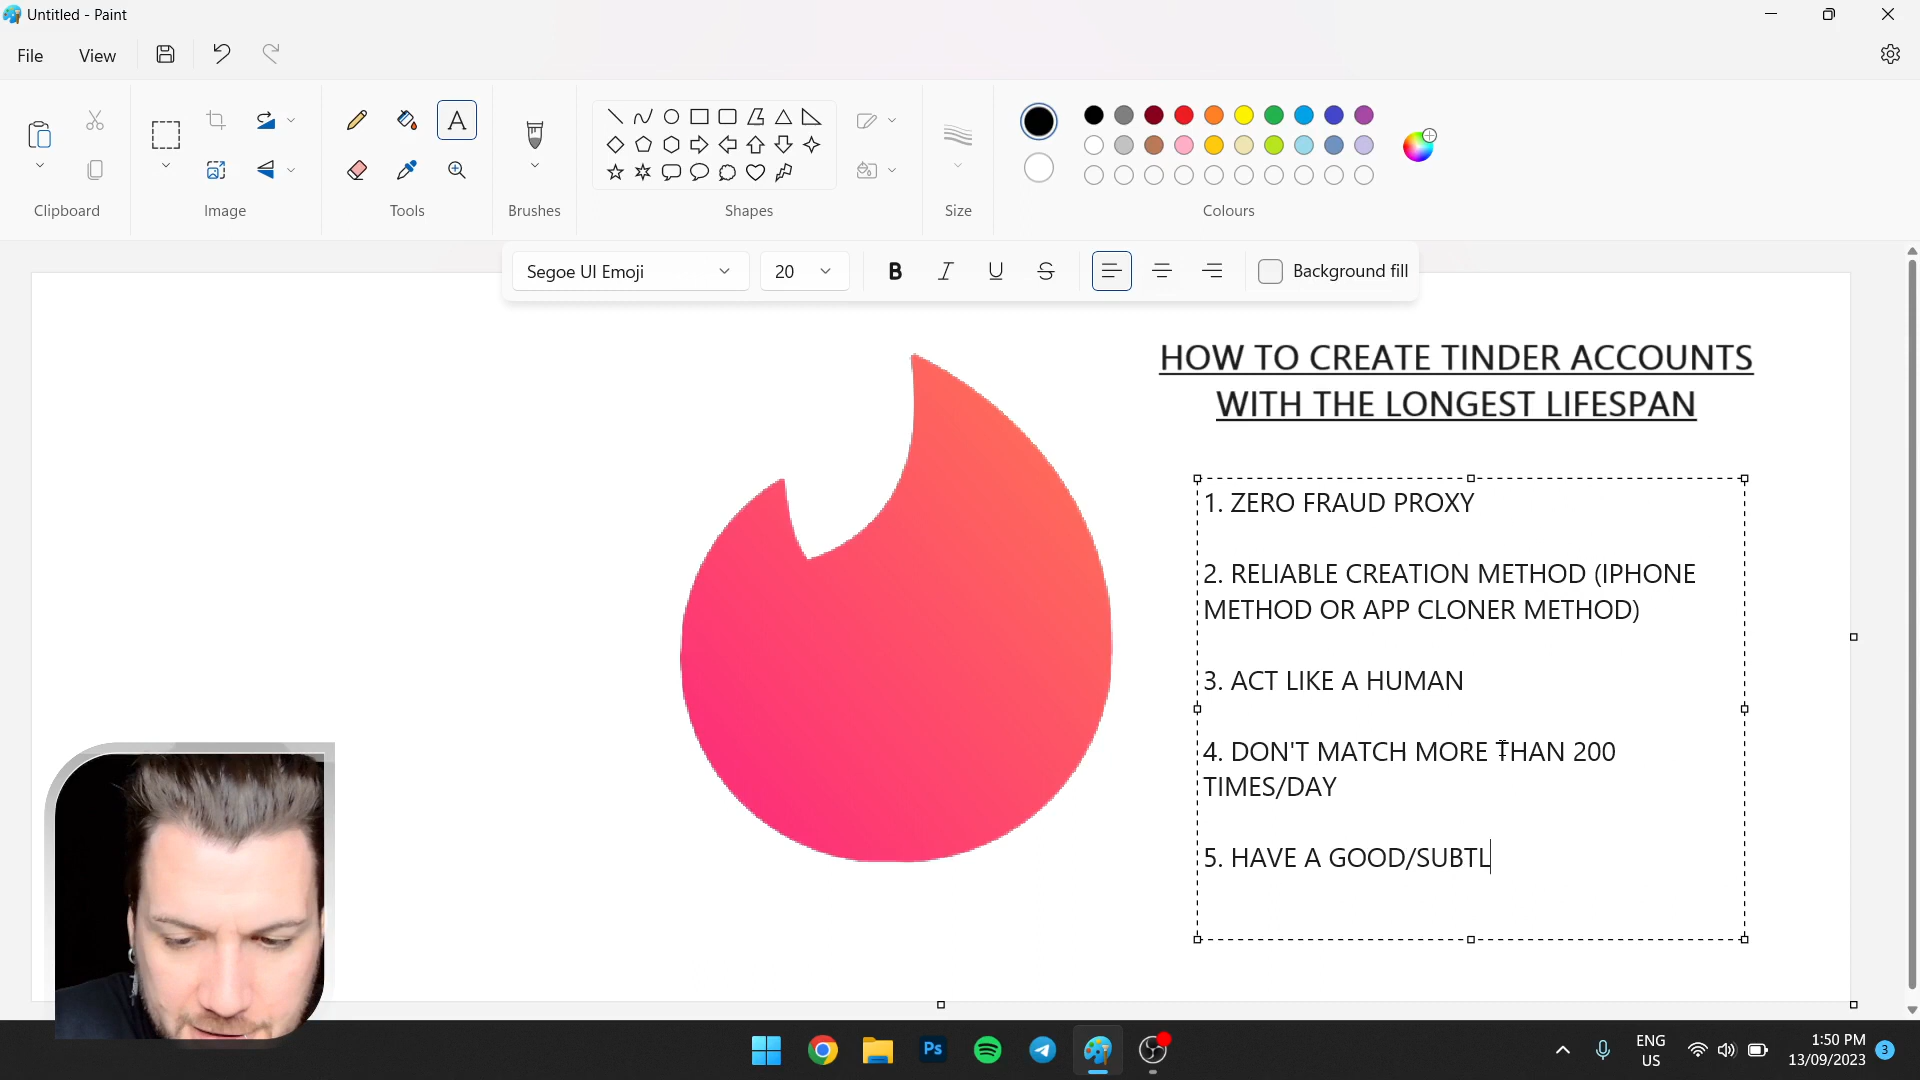 Untitled - Paint
File
View
Clipboard
Image
Tools
Brushes
Shapes
Size
Colours
Segoe UI Emoji
20
B
I
U
S
Background fill
HOW TO CREATE TINDER ACCOUNTS
WITH THE LONGEST LIFESPAN
1. ZERO FRAUD PROXY
2. RELIABLE CREATION METHOD (IPHONE
METHOD OR APP CLONER METHOD)
3. ACT LIKE A HUMAN
4. DON'T MATCH MORE THAN 200
TIMES/DAY
5. HAVE A GOOD/SUBTL
Ps
ENG
US
1:50 PM
13/09/2023
3